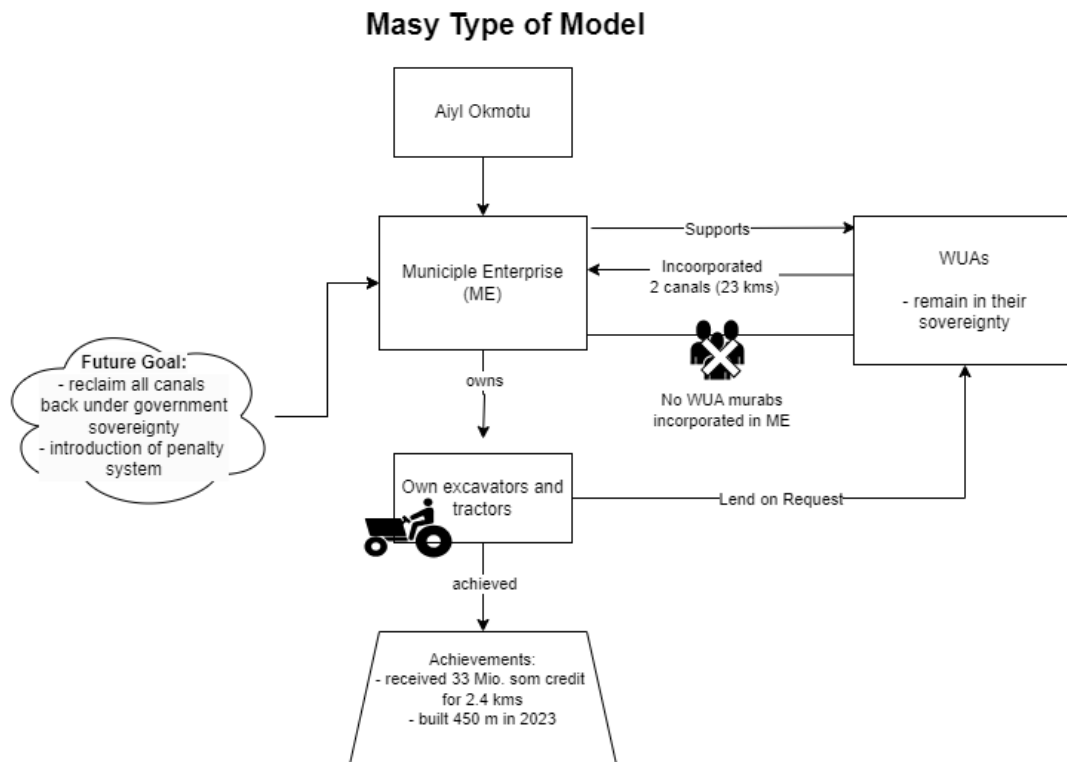 Masy Type of Model
Aiyl Okmotu
Municiple Enterprise
(ME)
Supports
Incoorporated
2 canals (23 kms)
WUAs
- remain in their
sovereignty
No WUA murabs
incorporated in ME
Future Goal:
- reclaim all canals
back under government
sovereignty
- introduction of penalty
system
owns
Own excavators and
tractors
Lend on Request
achieved
Achievements:
- received 33 Mio. som credit
for 2.4 kms
- built 450 m in 2023